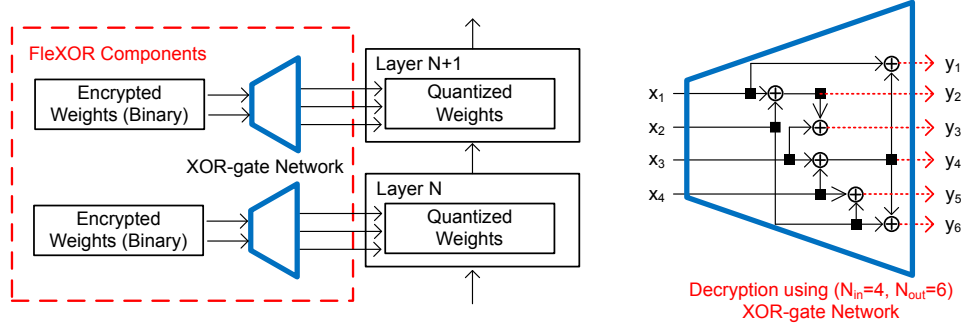 FleXOR Components
Encrypted
Weights (Binary)
Layer N+1
Quantized
Weights
XOR-gate Network
Encrypted
Weights (Binary)
Layer N
Quantized
Weights
x1
x2
x3
x4
y1
y2
y3
y4
y5
y6
Decryption using (Nin=4, Nout=6)
XOR-gate Network